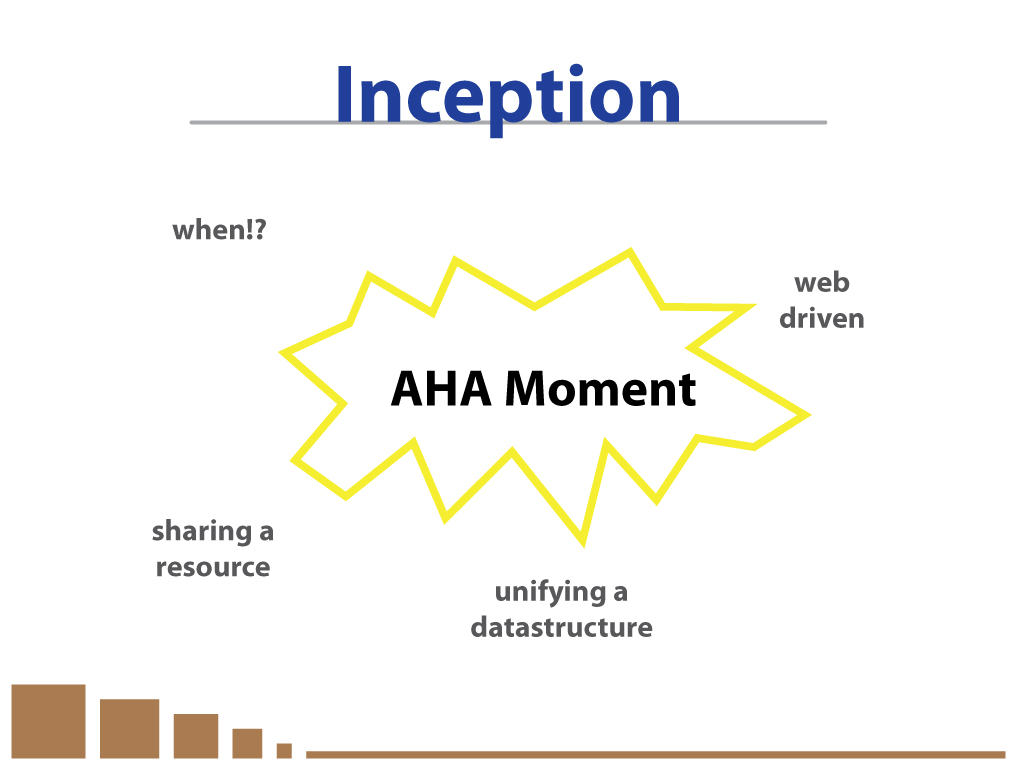 Inception
when!?
web
driven
AHA Moment
sharing a
resource
unifying a
datastructure